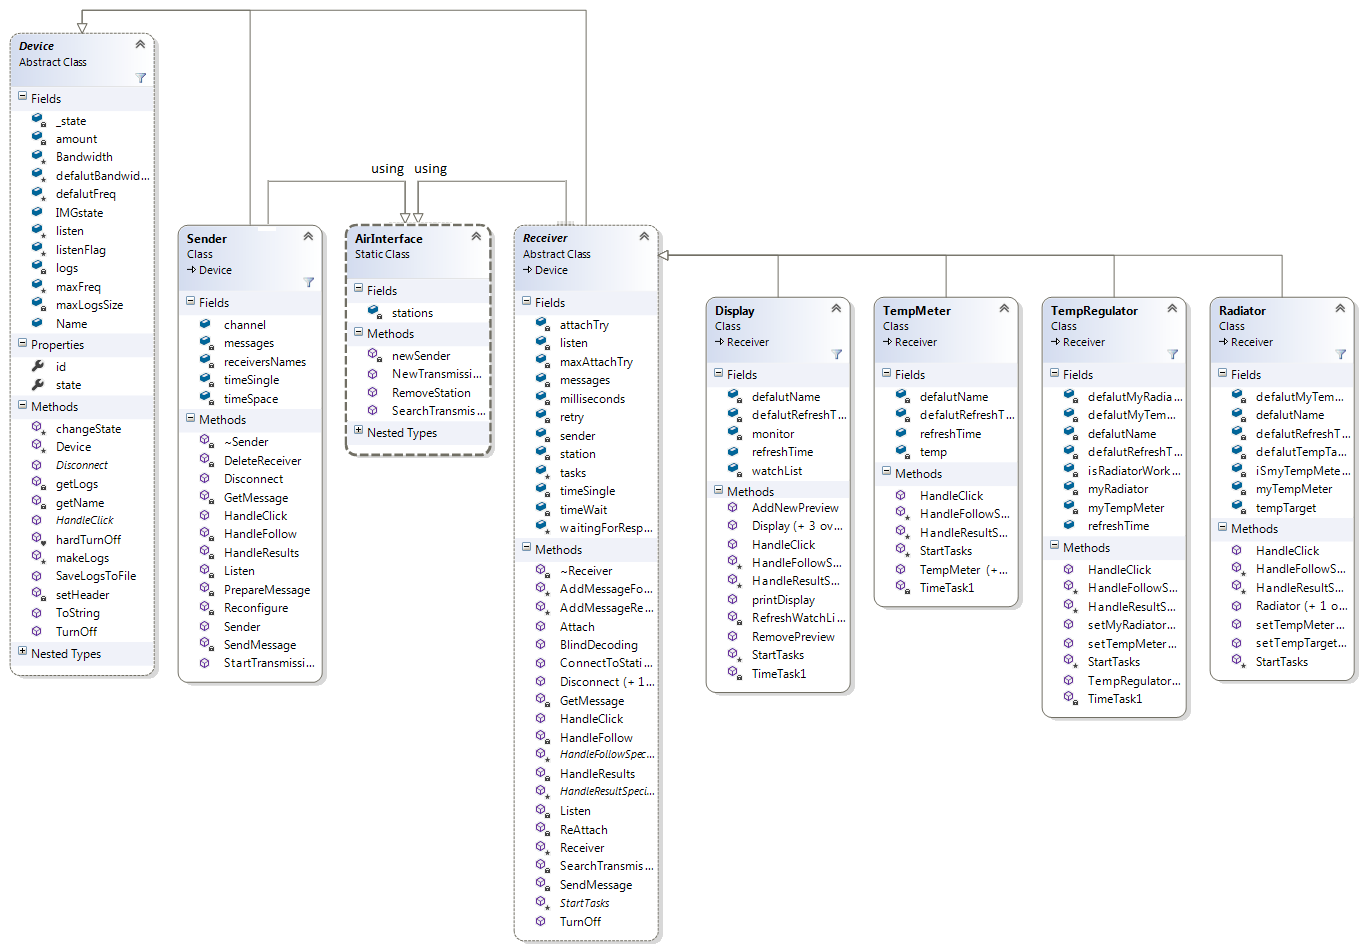 Device
Abstract Class
Fields
_state
amount
Bandwidth
defalutBandwid...
defalutFreq
IMGstate
listen
listenFlag
logs
maxFreq
maxLogsSize
Name
Properties
id
state
Methods
changeState
Device
Disconnect
getLogs
getName
HandleClick
hardTurnOff
makeLogs
SaveLogsToFile
setHeader
ToString
TurnOff
Nested Types
using
using
Sender
Class
Device
Fields
channel
messages
receiversNames
timeSingle
timeSpace
Methods
~Sender
DeleteReceiver
Disconnect
GetMessage
HandleClick
HandleFollow
HandleResults
Listen
PrepareMessage
Reconfigure
Sender
SendMessage
StartTransmissi...
AirInterface
Static Class
Fields
stations
Methods
newSender
NewTransmissi...
RemoveStation
SearchTransmis...
Nested Types
Receiver
Abstract Class
Device
Fields
attachTry
listen
maxAttachTry
messages
milliseconds
retry
sender
station
tasks
timeSingle
timeWait
waitingForResp...
Methods
~Receiver
AddMessageFo...
AddMessageRe...
Attach
BlindDecoding
ConnectToStati...
Disconnect (+ 1...
GetMessage
HandleClick
HandleFollow
HandleFollowSpec...
HandleResults
HandleResultSpeci...
Listen
ReAttach
Receiver
SearchTransmis...
SendMessage
StartTasks
TurnOff
Display
Class
Receiver
Fields
defalutName
defalutRefreshT...
monitor
refreshTime
watchList
Methods
AddNewPreview
Display (+ 3 ov...
HandleClick
HandleFollowS...
HandleResultS...
printDisplay
RefreshWatchLi...
RemovePreview
StartTasks
TimeTask1
TempMeter
Class
Receiver
Fields
defalutName
defalutRefreshT...
refreshTime
temp
Methods
HandleClick
HandleFollowS...
HandleResultS...
StartTasks
TempMeter (+...
TimeTask1
TempRegulator
Class
Receiver
Fields
defalutMyRadia...
defalutMyTem...
defalutName
defalutRefreshT...
isRadiatorWork...
myRadiator
myTempMeter
refreshTime
Methods
HandleClick
HandleFollowS...
HandleResultS...
setMyRadiator...
setTempMeter...
StartTasks
TempRegulator...
TimeTask1
Radiator
Class
Receiver
Fields
defalutMyTem...
defalutName
defalutRefreshT...
defalutTempTa...
iSmyTempMete...
myTempMeter
tempTarget
Methods
HandleClick
HandleFollowS...
HandleResultS...
Radiator (+ 1 o...
setTempMeter...
setTempTarget...
StartTasks